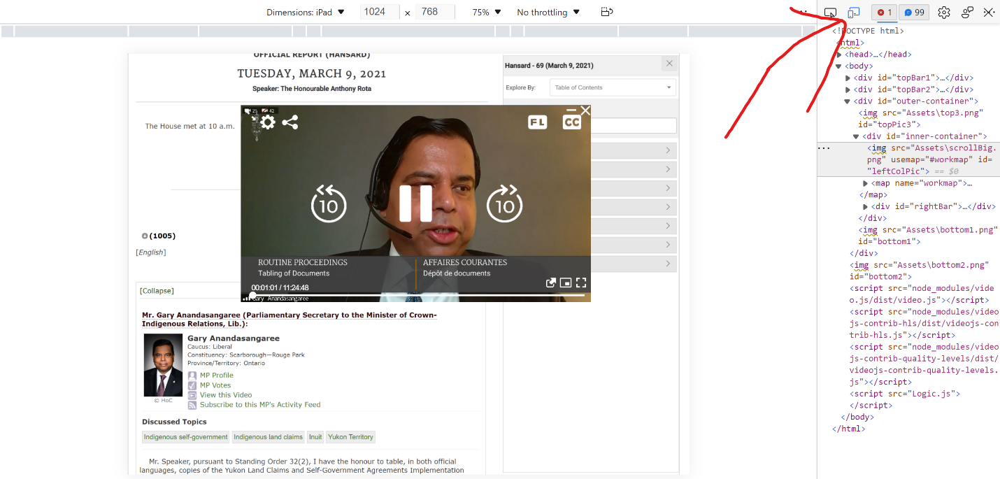 Dimensions: iPad 1024 x 768 75% No throttling
1 99
OFFICIAL REPORT (HANSARD)
TUESDAY, MARCH 9, 2021
Speaker: The Honourable Anthony Rota
The House met at 10 a.m.
(1005)
[English]
[Collapse]
Mr. Gary Anandasangaree (Parliamentary Secretary to the Minister of Crown-
Indigenous Relations, Lib.):
Gary Anandasangaree
Caucus: Liberal
Constituency: Scarborough—Rouge Park
Province/Territory: Ontario
MP Profile
MP Votes
View this Video
Subscribe to this MP's Activity Feed
© HoC
Discussed Topics
Indigenous self-government Indigenous land claims Inuit Yukon Territory
Mr. Speaker, pursuant to Standing Order 32(2), I have the honour to table, in both official
languages, copies of the Yukon Land Claims and Self-Government Agreements Implementation
25 42
FL CC
10 10
ROUTINE PROCEEDINGS AFFAIRES COURANTES
Tabling of Documents Dépôt de documents
00:01:01 / 11:24:48
Gary Anandasangaree
Hansard - 69 (March 9, 2021)
Explore By: Table of Contents
<!DOCTYPE html>
<html>
<head>…</head>
<body>
<div id="topBar1">…</div>
<div id="topBar2">…</div>
<div id="outer-container">
<img src="Assets\top3.png"
id="topPic3">
<div id="inner-container">
<img src="Assets\scrollBig.
png" usemap="#workmap" id=
"leftColPic"> == $0
<map name="workmap">…
</map>
<div id="rightBar">…</div>
</div>
<img src="Assets\bottom1.png"
id="bottom1">
</div>
<img src="Assets\bottom2.png"
id="bottom2">
<script src="node_modules/vide
o.js/dist/video.js"></script>
<script src="node_modules/video
js-contrib-hls/dist/videojs-con
trib-hls.js"></script>
<script src="node_modules/video
js-contrib-quality-levels/dist/
videojs-contrib-quality-levels.
js"></script>
<script src="Logic.js">
</script>
</body>
</html>